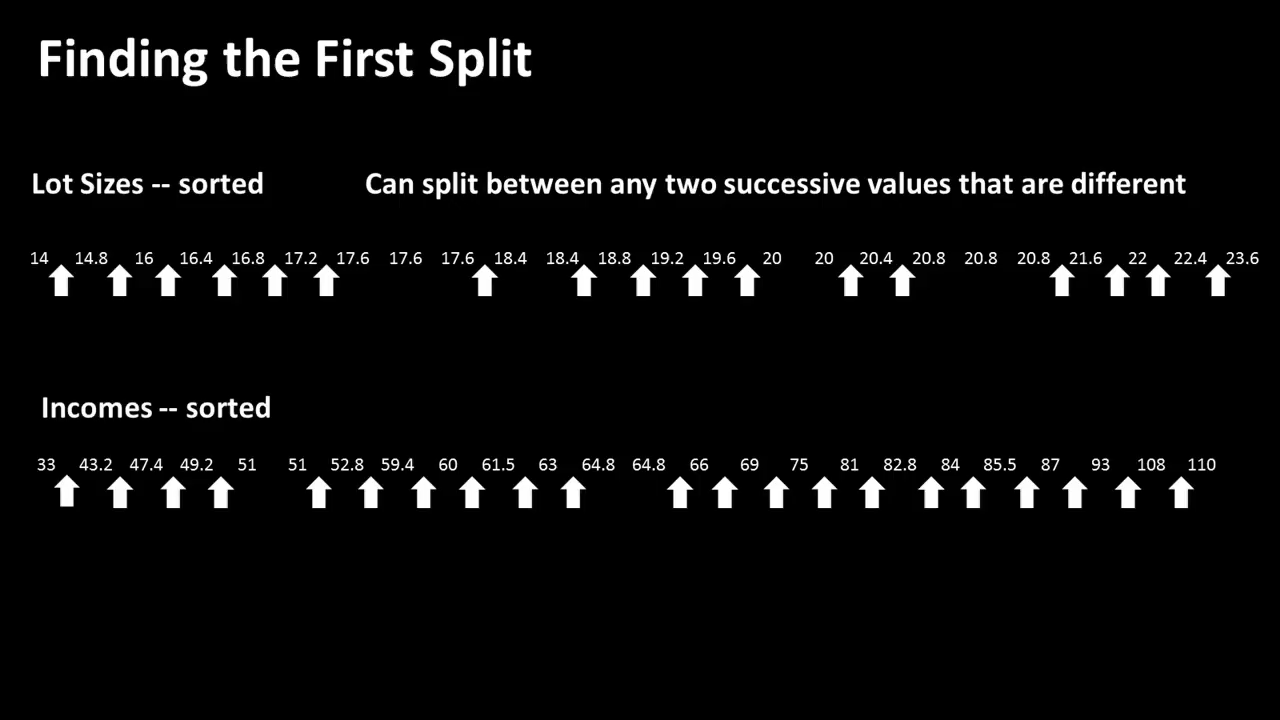 Finding the First Split
Lot Sizes -- sorted Can split between any two successive values that are different
14 14.8 16 16.4 16.8 17.2 17.6 17.6 17.6 18.4 18.4 18.8 19.2 19.6 20 20 20.4 20.8 20.8 20.8 21.6 22 22.4 23.6
Incomes -- sorted
33 43.2 47.4 49.2 51 51 52.8 59.4 60 61.5 63 64.8 64.8 66 69 75 81 82.8 84 85.5 87 93 108 110